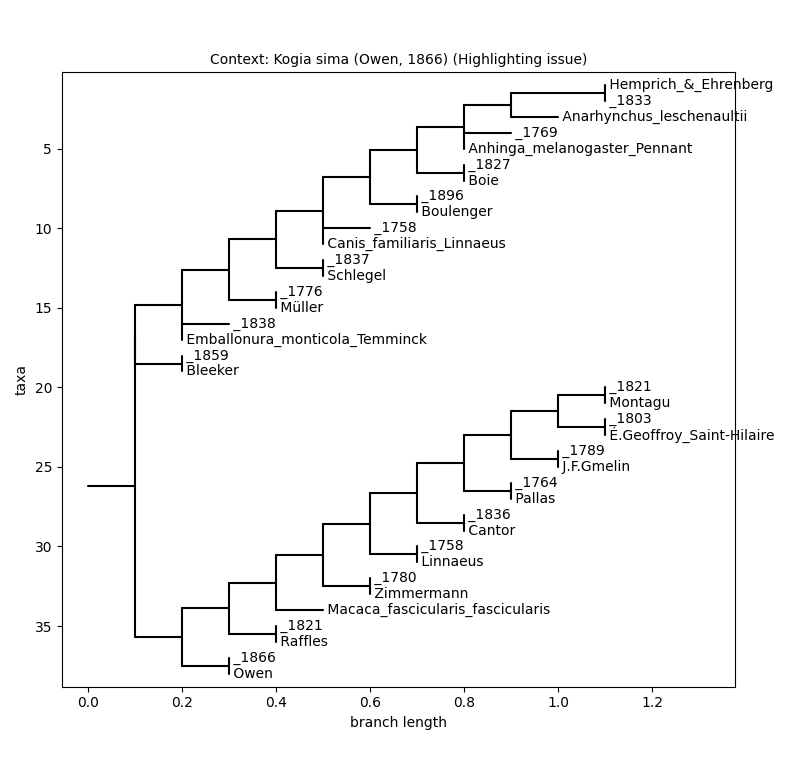 Context: Kogia sima (Owen, 1866) (Highlighting issue)
Hemprich_&_Ehrenberg
_1833
Anarhynchus_leschenaultii
_1769
Anhinga_melanogaster_Pennant
_1827
Boie
_1896
Boulenger
_1758
Canis_familiaris_Linnaeus
_1837
Schlegel
_1776
Müller
_1838
Emballonura_monticola_Temminck
_1859
Bleeker
_1821
Montagu
_1803
É.Geoffroy_Saint-Hilaire
_1789
J.F.Gmelin
_1764
Pallas
_1836
Cantor
_1758
Linnaeus
_1780
Zimmermann
Macaca_fascicularis_fascicularis
_1821
Raffles
_1866
Owen
5
10
15
20
25
30
35
taxa
0.0 0.2 0.4 0.6 0.8 1.0 1.2
branch length